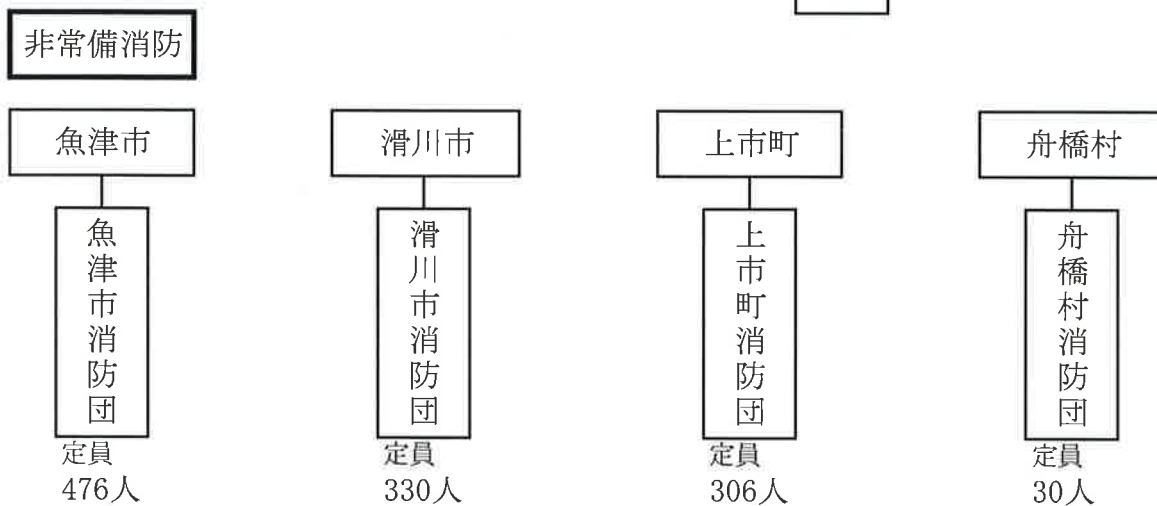 非常備消防
魚津市
滑川市
上市町
舟橋村
魚津市消防団
滑川市消防団
上市町消防団
舟橋村消防団
定員
476人
定員
330人
定員
306人
定員
30人